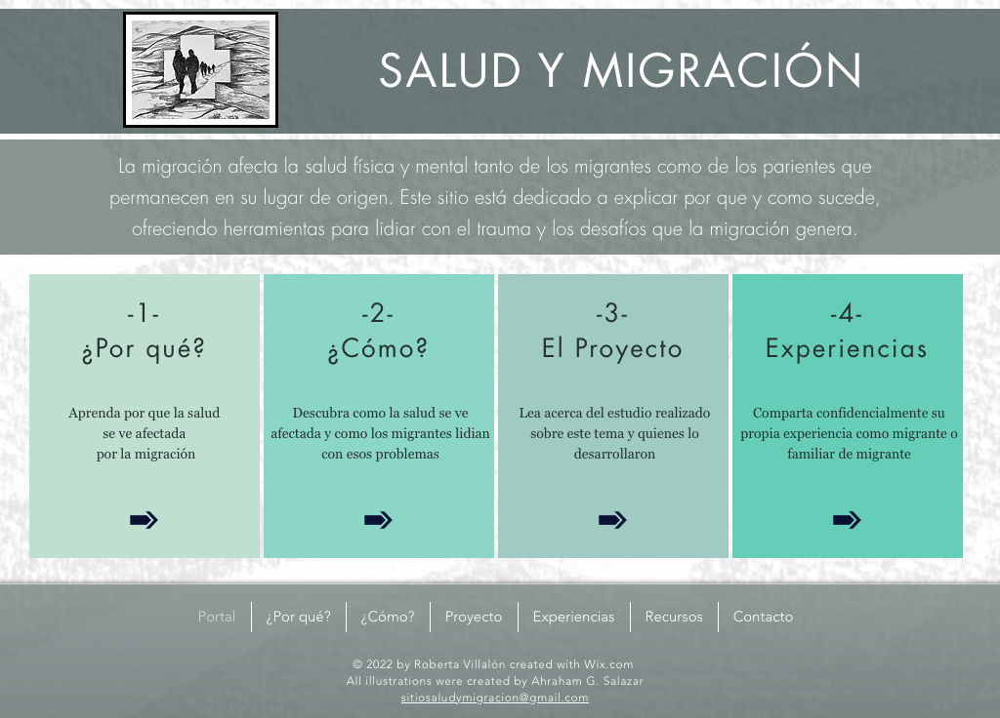 SALUD Y MIGRACIÓN
La migración afecta la salud física y mental tanto de los migrantes como de los parientes que
permanecen en su lugar de origen. Este sitio está dedicado a explicar por que y como sucede,
ofreciendo herramientas para lidiar con el trauma y los desafíos que la migración genera.
-1-
¿Por qué?
Aprenda por que la salud
se ve afectada
por la migración
-2-
¿Cómo?
Descubra como la salud se ve
afectada y como los migrantes lidian
con esos problemas
-3-
El Proyecto
Lea acerca del estudio realizado
sobre este tema y quienes lo
desarrollaron
-4-
Experiencias
Comparta confidencialmente su
propia experiencia como migrante o
familiar de migrante
Portal ¿Por qué? ¿Cómo? Proyecto Experiencias Recursos Contacto
© 2022 by Roberta Villalón created with Wix.com
All illustrations were created by Ahraham G. Salazar
sitiosaludymigracion@gmail.com